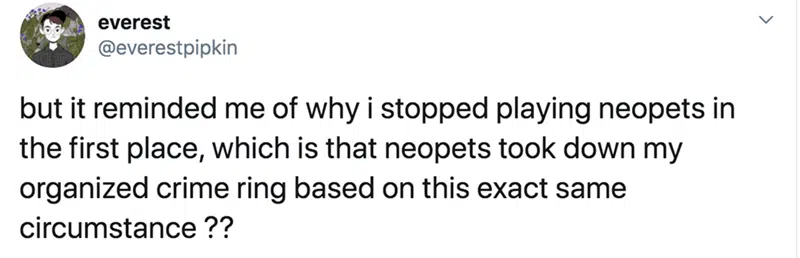 everest
@everestpipkin
but it reminded me of why i stopped playing neopets in
the first place, which is that neopets took down my
organized crime ring based on this exact same
circumstance ??